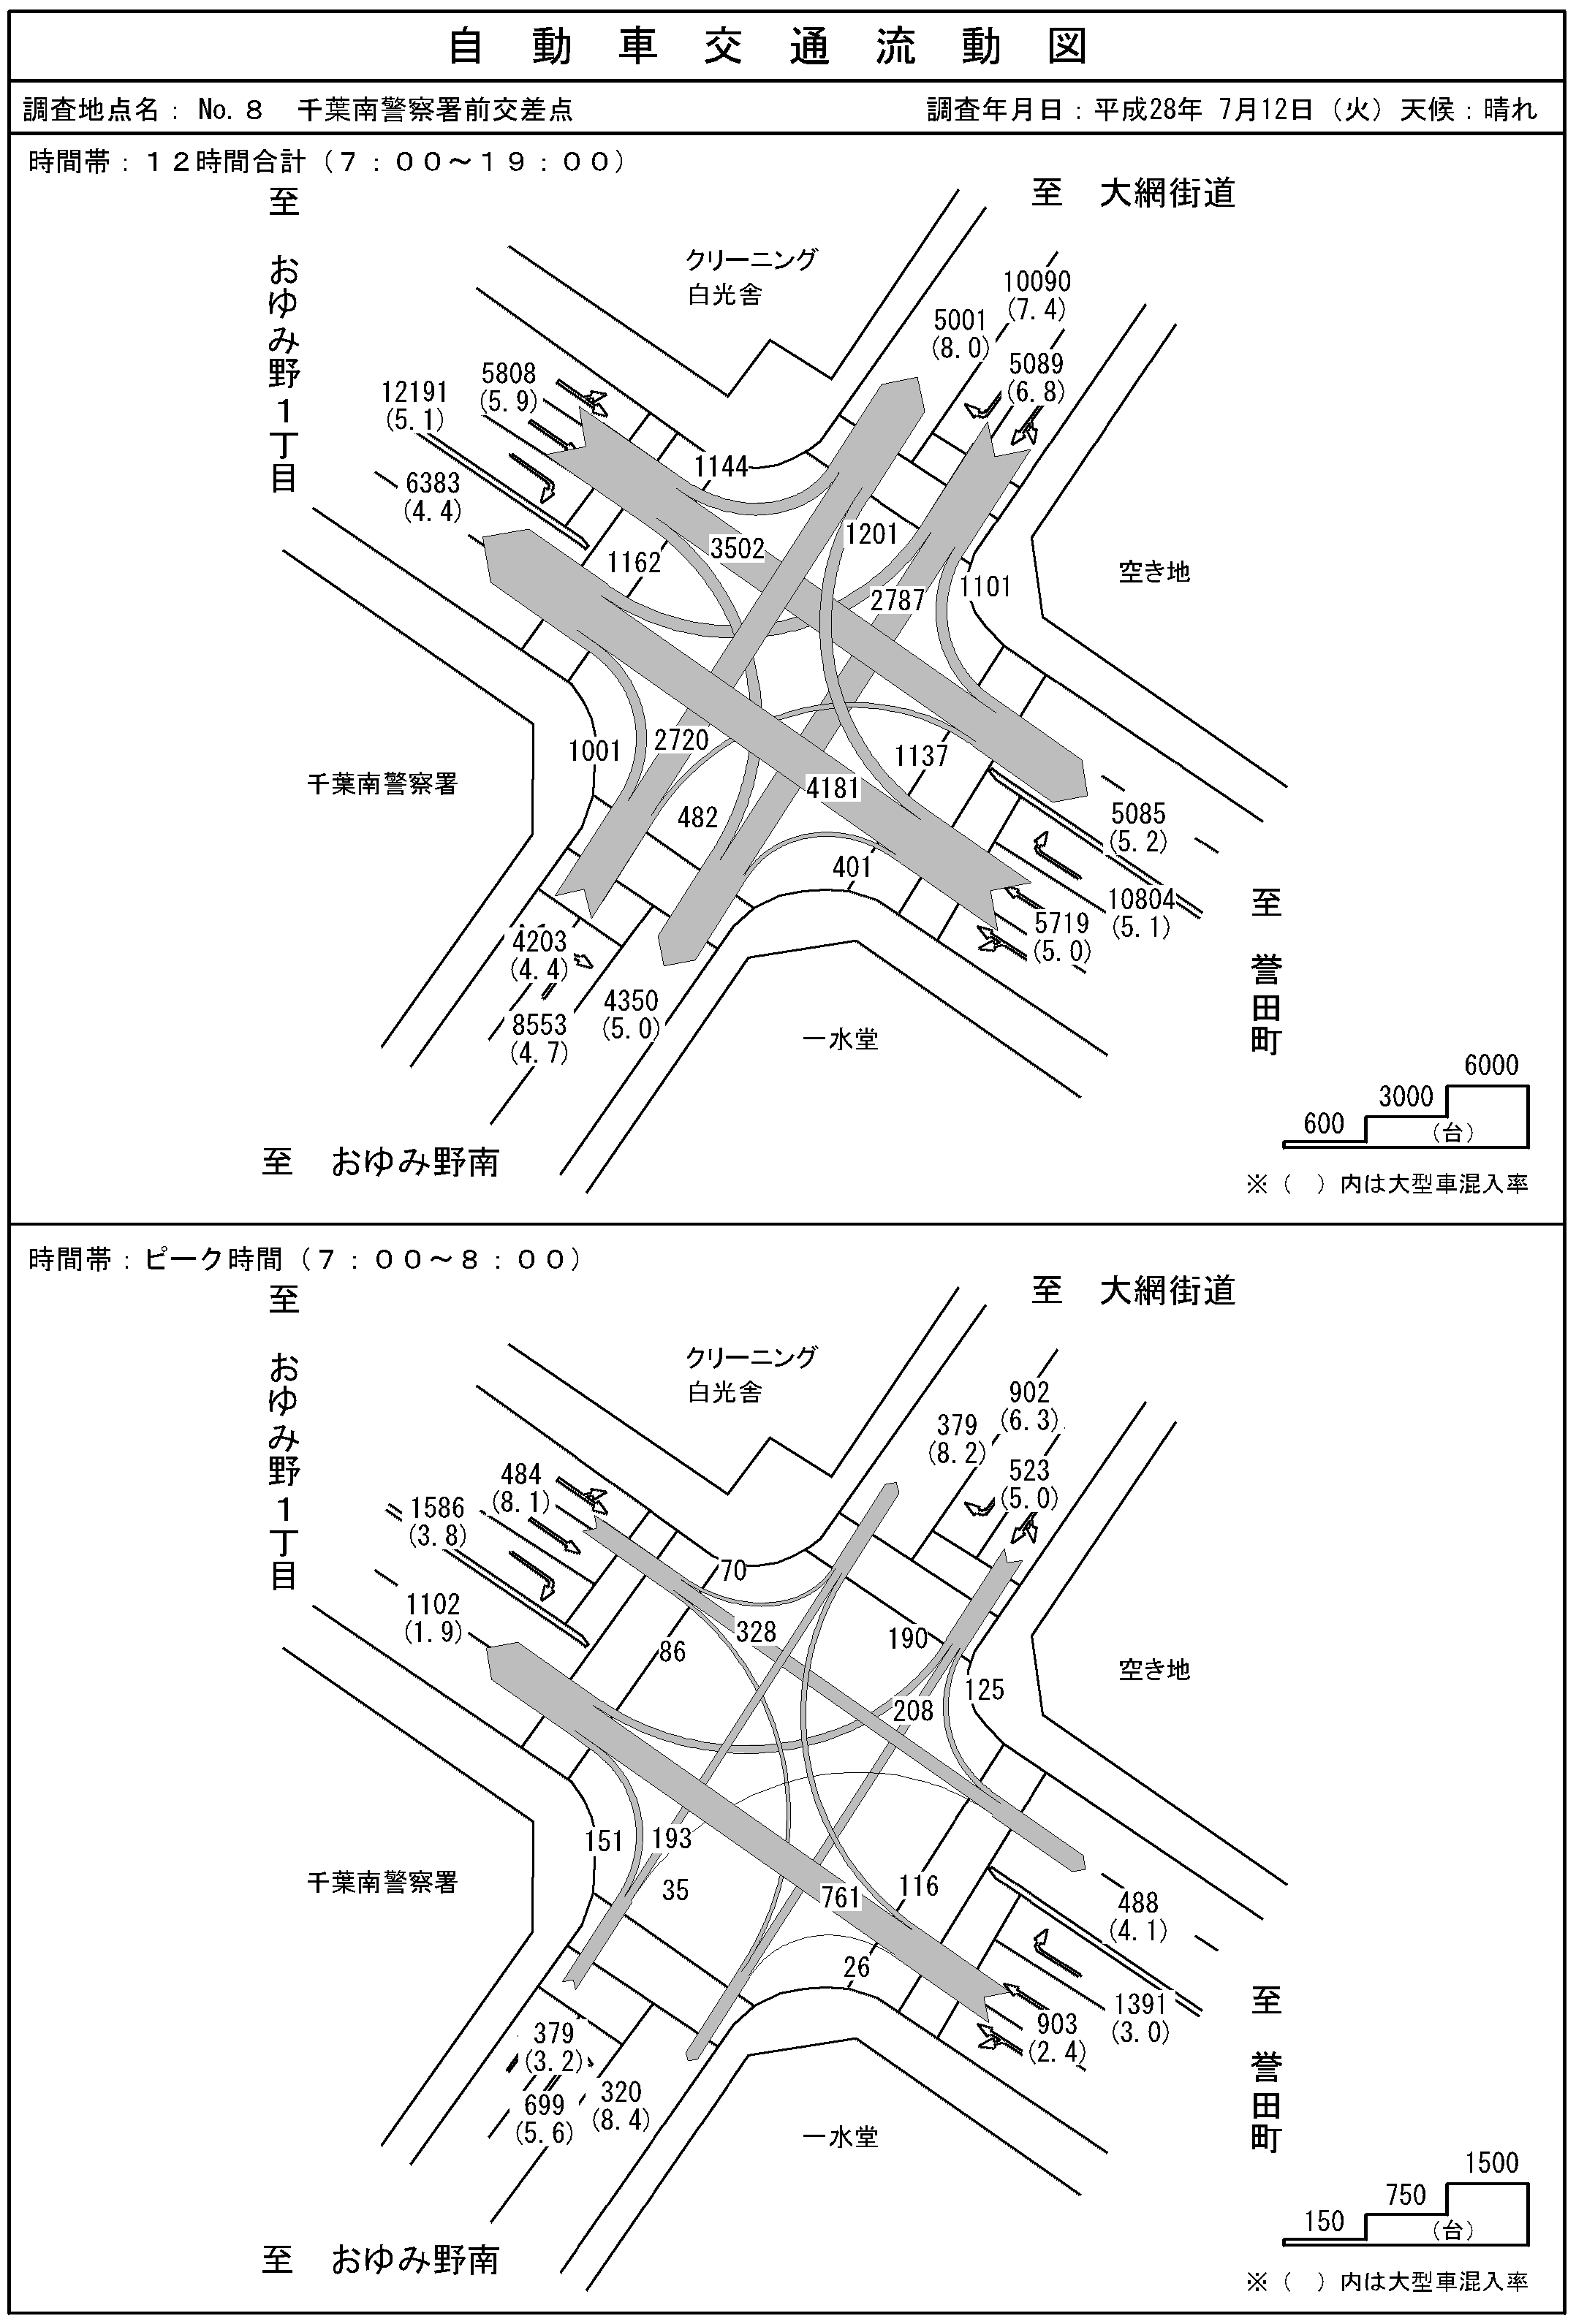 自動車交通流動図
調査地点名：No.８　千葉南警察署前交差点
調査年月日：平成28年 7月12日（火）天候：晴れ
時間帯：１２時間合計（７：００～１９：００）
至　おゆみ野１丁目
至　大網街道
クリーニング
白光舎
10090
(7.4)
5001
(8.0)
5089
(6.8)
5808
(5.9)
12191
(5.1)
6383
(4.4)
1144
3502
1162
1201
2787
1101
空き地
1001
2720
1137
千葉南警察署
4181
482
401
5085
(5.2)
10804
(5.1)
5719
(5.0)
4203
(4.4)
8553
(4.7)
4350
(5.0)
一水堂
至　誉田町
至　おゆみ野南
600
3000
6000
（台）
※（　）内は大型車混入率
時間帯：ピーク時間（７：００～８：００）
至　おゆみ野１丁目
至　大網街道
クリーニング
白光舎
902
(6.3)
379
(8.2)
523
(5.0)
484
(8.1)
1586
(3.8)
1102
(1.9)
70
328
86
190
208
125
空き地
151
193
116
千葉南警察署
761
35
26
488
(4.1)
1391
(3.0)
903
(2.4)
379
(3.2)
699
(5.6)
320
(8.4)
一水堂
至　誉田町
至　おゆみ野南
150
750
1500
（台）
※（　）内は大型車混入率